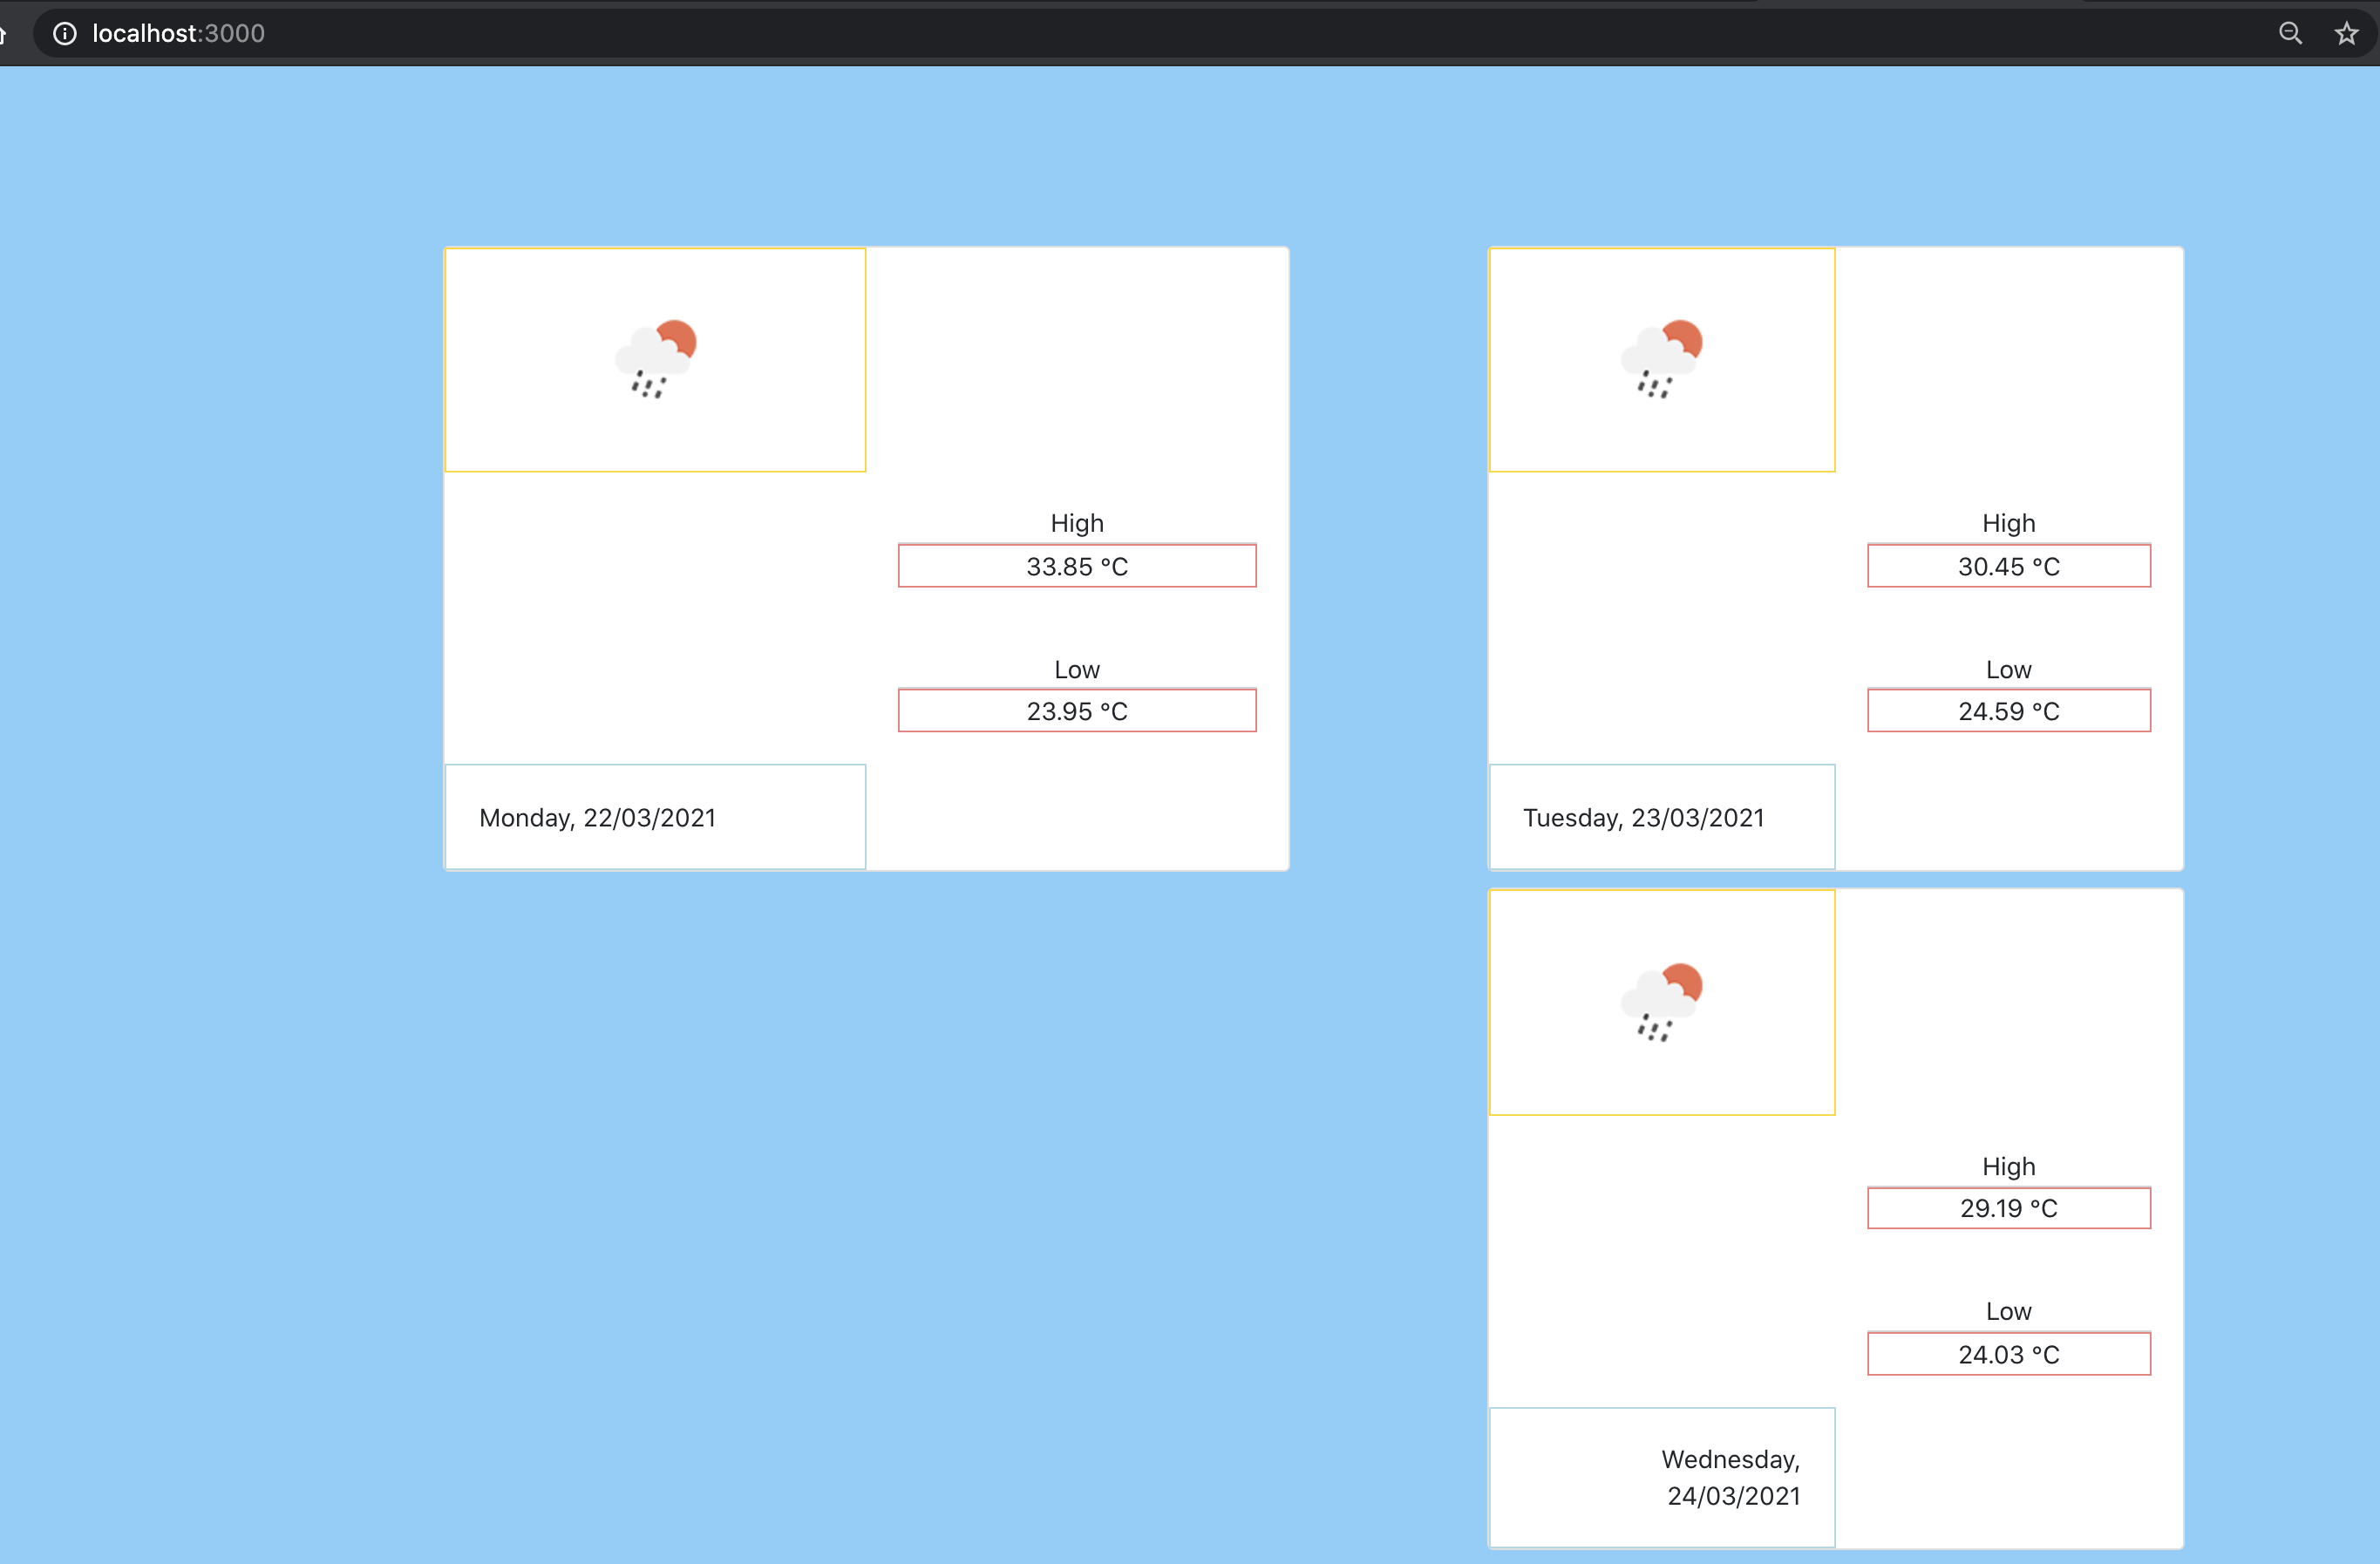 localhost:3000
High
33.85 °C
Low
23.95 °C
Monday, 22/03/2021
High
30.45 °C
Low
24.59 °C
Tuesday, 23/03/2021
High
29.19 °C
Low
24.03 °C
Wednesday,
24/03/2021